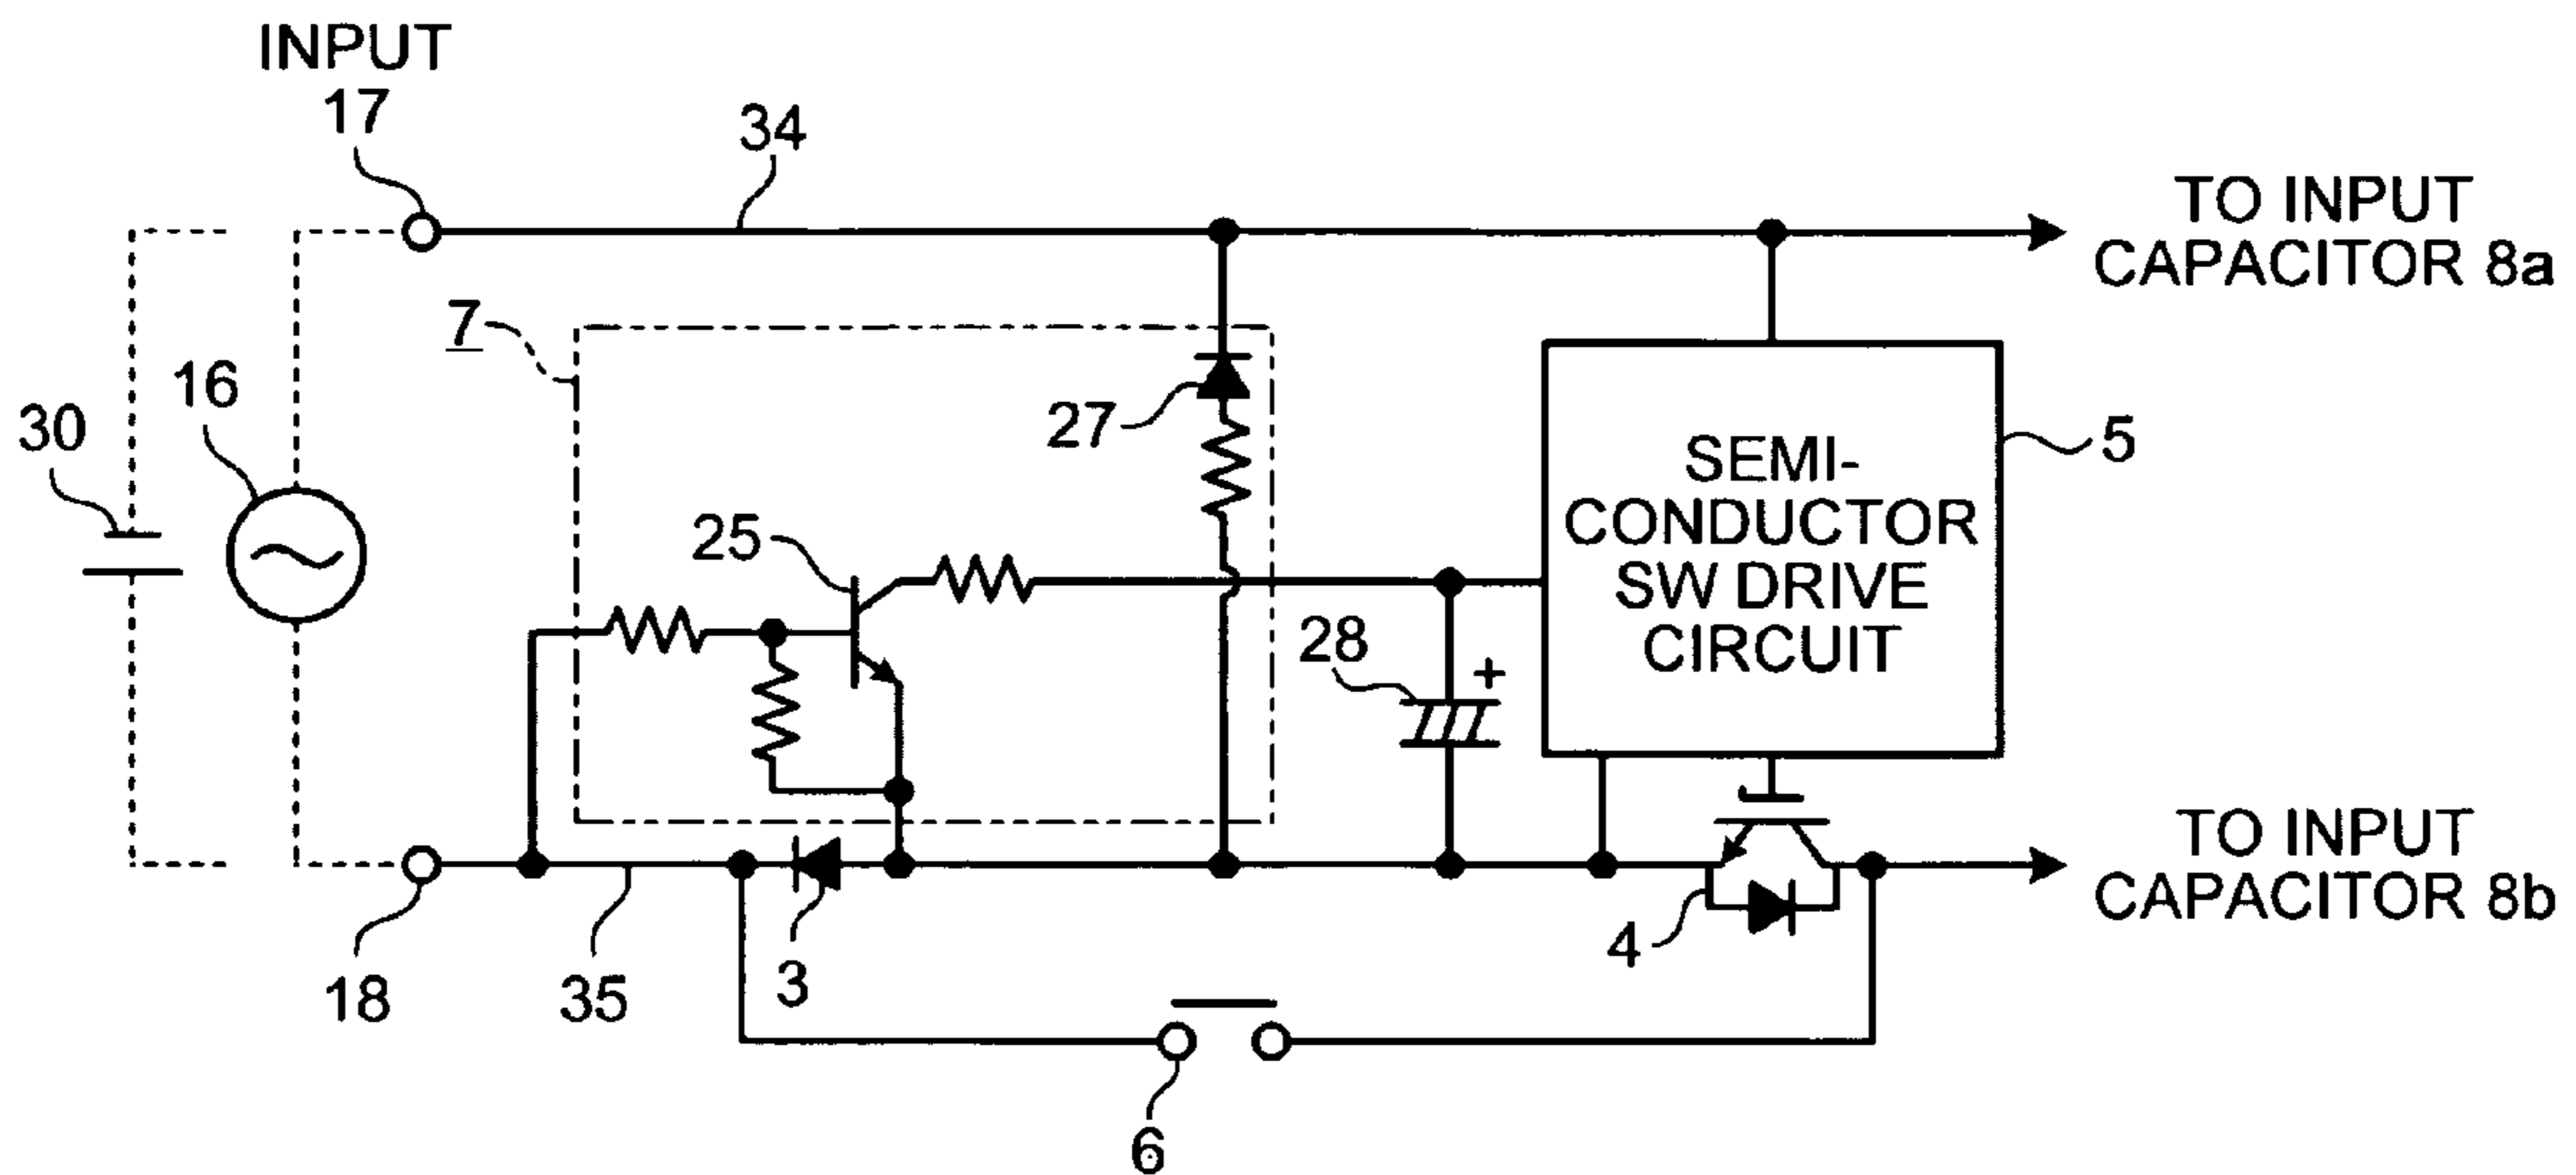 INPUT
17
34
TO INPUT
CAPACITOR 8a
7
16
30
27
5
SEMI-
CONDUCTOR
SW DRIVE
CIRCUIT
25
28
+
TO INPUT
CAPACITOR 8b
18
35
3
4
6